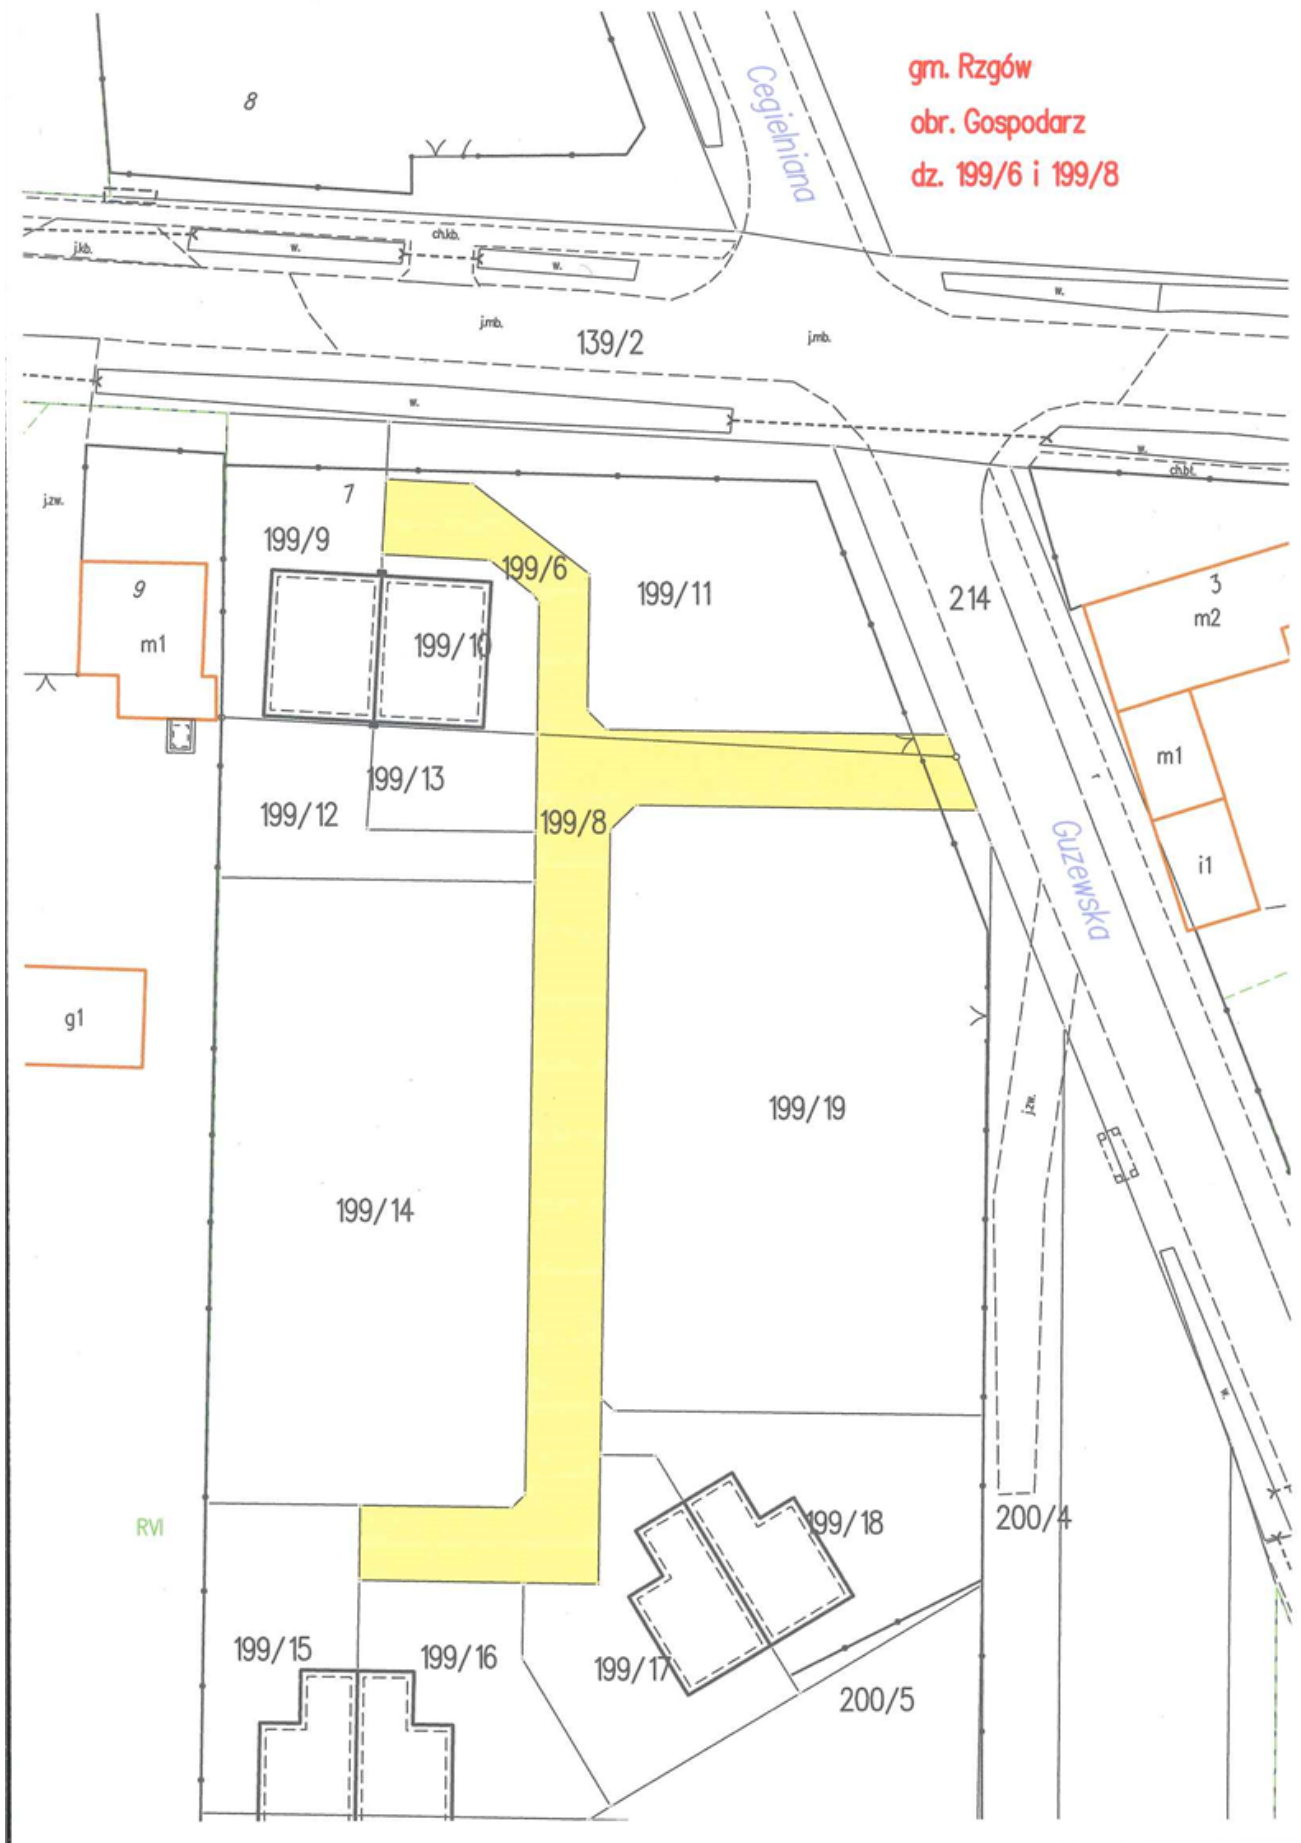 gm. Rzgów
obr. Gospodarz
dz. 199/6 i 199/8
Cegielniana
8
ch.kb.
j.kb.
w.
w.
w.
j.mb.
139/2
j.mb.
w.
w.
ch.bt.
j.zw.
7
199/9
199/6
199/11
214
3
m2
9
m1
199/10
199/13
199/12
199/8
m1
r
i1
Guzewska
g1
199/19
j.zw.
199/14
w.
RVI
199/18
200/4
199/15
199/16
199/17
200/5